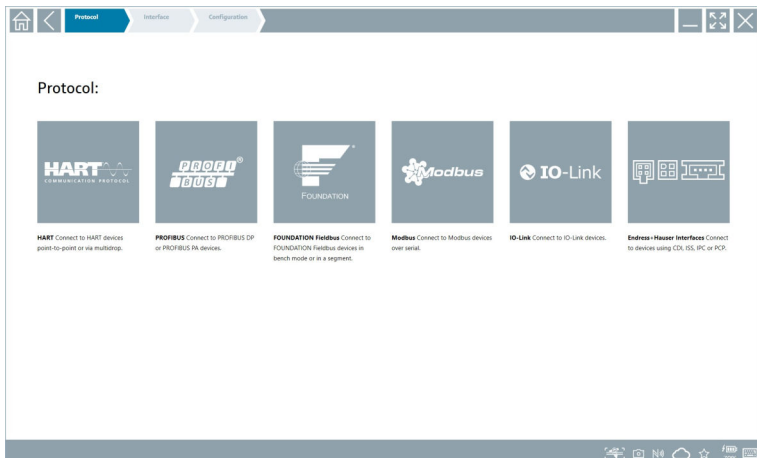 Protocol
Interface
Configuration
Protocol:
HART
COMMUNICATION PROTOCOL
PROFI
BUS
FOUNDATION
Modbus
IO-Link
HART Connect to HART devices
point-to-point or via multidrop.
PROFIBUS Connect to PROFIBUS DP
or PROFIBUS PA devices.
FOUNDATION Fieldbus Connect to
FOUNDATION Fieldbus devices in
bench mode or in a segment.
Modbus Connect to Modbus devices
over serial.
IO-Link Connect to IO-Link devices.
Endress+Hauser Interfaces Connect
to devices using CDI, ISS, IPC or PCP.